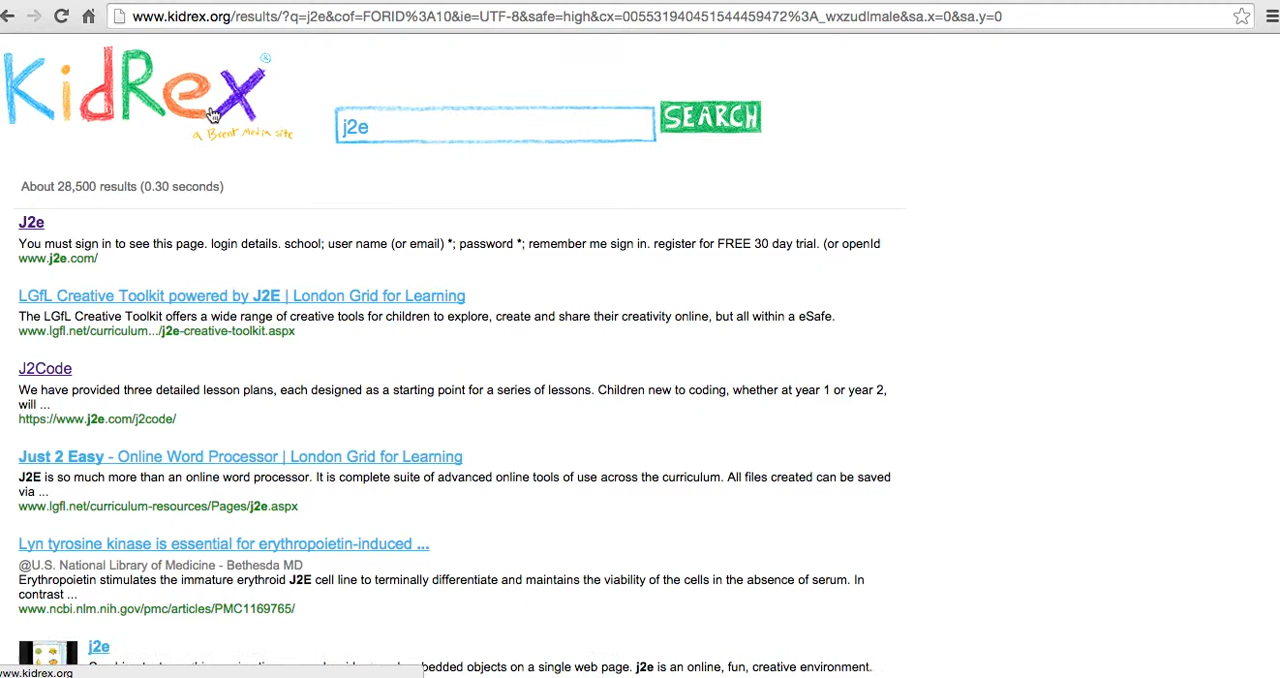 www.kidrex.org/results/?q=j2e&cof=FORID%3A10&ie=UTF-8&safe=high&cx=005531940451544459472%3A_wxzudlmale&sa.x=0&sa.y=0
KidRex®
a Brent Media site
j2e
SEARCH
About 28,500 results (0.30 seconds)
J2e
You must sign in to see this page. login details. school; user name (or email) *; password *; remember me sign in. register for FREE 30 day trial. (or openId
www.j2e.com/
LGfL Creative Toolkit powered by J2E | London Grid for Learning
The LGfL Creative Toolkit offers a wide range of creative tools for children to explore, create and share their creativity online, but all within a eSafe.
www.lgfl.net/curriculum.../j2e-creative-toolkit.aspx
J2Code
We have provided three detailed lesson plans, each designed as a starting point for a series of lessons. Children new to coding, whether at year 1 or year 2,
will ...
https://www.j2e.com/j2code/
Just 2 Easy - Online Word Processor | London Grid for Learning
J2E is so much more than an online word processor. It is complete suite of advanced online tools of use across the curriculum. All files created can be saved
via ...
www.lgfl.net/curriculum-resources/Pages/j2e.aspx
Lyn tyrosine kinase is essential for erythropoietin-induced ...
@U.S. National Library of Medicine - Bethesda MD
Erythropoietin stimulates the immature erythroid J2E cell line to terminally differentiate and maintains the viability of the cells in the absence of serum. In
contrast ...
www.ncbi.nlm.nih.gov/pmc/articles/PMC1169765/
j2e
bedded objects on a single web page. j2e is an online, fun, creative environment.
www.kidrex.org